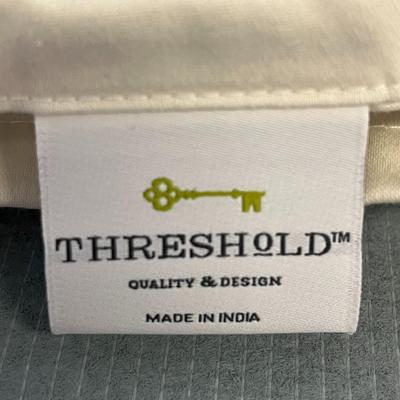 THRESHOLD™
QUALITY & DESIGN
MADE IN INDIA